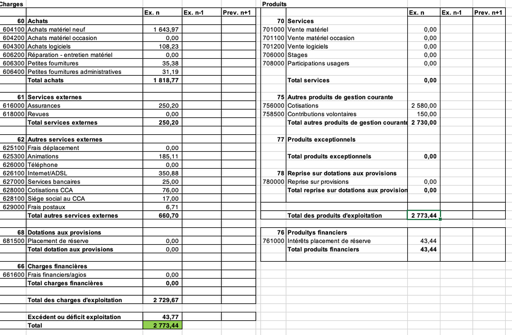 Charges Produits
Ex. n Ex. n-1 Prev. n+1 Ex. n Ex. n-1 Prev. n+1
60 Achats 70 Services
604100 Achats matériel neuf 1 643,97 701000 Vente matériel 0,00
604200 Achats matériel occasion 0,00 701100 Vente matériel occasion 0,00
604300 Achats logiciels 108,23 701200 Vente logiciels 0,00
606200 Réparation - entretien matériel 0,00 706000 Stages 0,00
606300 Petites fournitures 35,38 708000 Participations usagers 0,00
606400 Petites fournitures administratives 31,19
Total achats 1 818,77 Total services 0,00
61 Services externes 75 Autres produits de gestion courante
616000 Assurances 250,20 756000 Cotisations 2 580,00
618000 Revues 0,00 758500 Contributions volontaires 150,00
Total services externes 250,20 Total autres produits de gestion courante 2 730,00
62 Autres services externes 77 Produits exceptionnels
625100 Frais déplacement 0,00
625300 Animations 185,11 Total produits exceptionnels 0,00
626000 Téléphone 0,00
626100 Internet/ADSL 350,88 78 Reprise sur dotations aux provisions
627000 Services bancaires 25,00 780000 Reprise sur provisions 0,00
628000 Cotisations CCA 76,00 Total reprise sur dotations aux provision 0,00
628100 Siège social au CCA 17,00
629000 Frais postaux 6,71
Total autres services externes 660,70 Total des produits d'exploitation 2 773,44
68 Dotations aux provisions 76 Produitys financiers
681500 Placement de réserve 0,00 761000 Intérêts placement de réserve 43,44
Total dotation aux provisions 0,00 Total produits financiers 43,44
66 Charges financières
661600 Frais financiers/agios 0,00
Total charges financières 0,00
Total des charges d'exploitation 2 729,67
Excédent ou déficit exploitation 43,77
Total 2 773,44